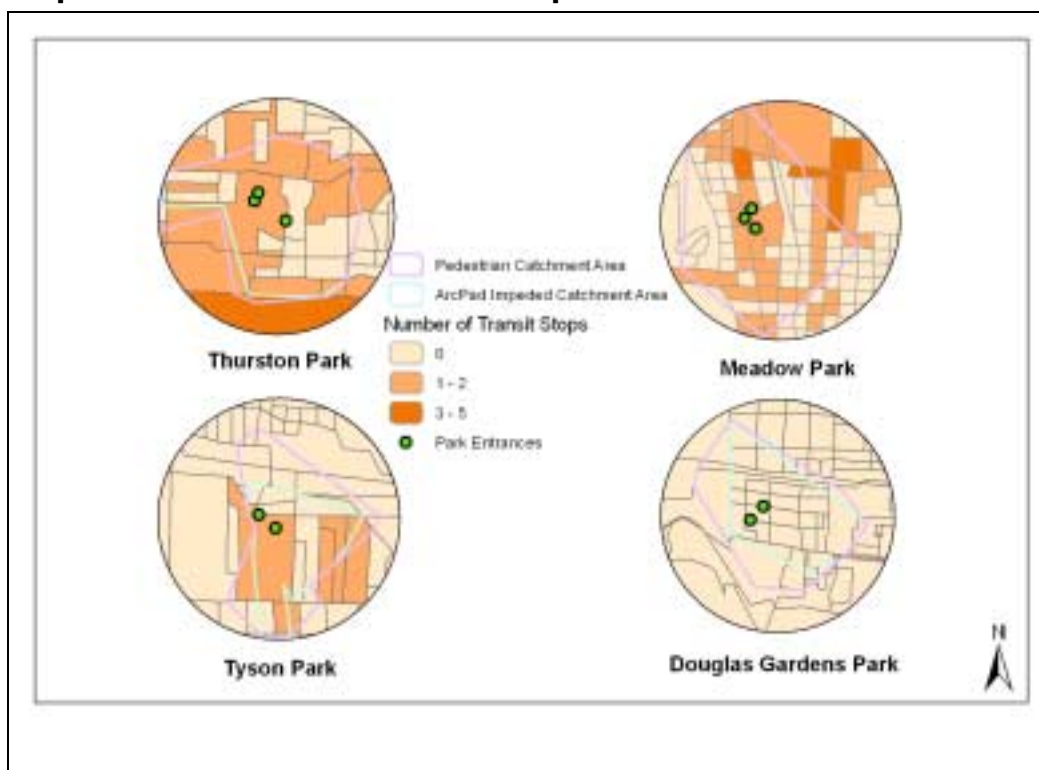 Thurston Park
Meadow Park
Pedestrian Catchment Area
ArcPad Impeded Catchment Area
Number of Transit Stops
0
1 - 2
3 - 5
Park Entrances
Tyson Park
Douglas Gardens Park
N